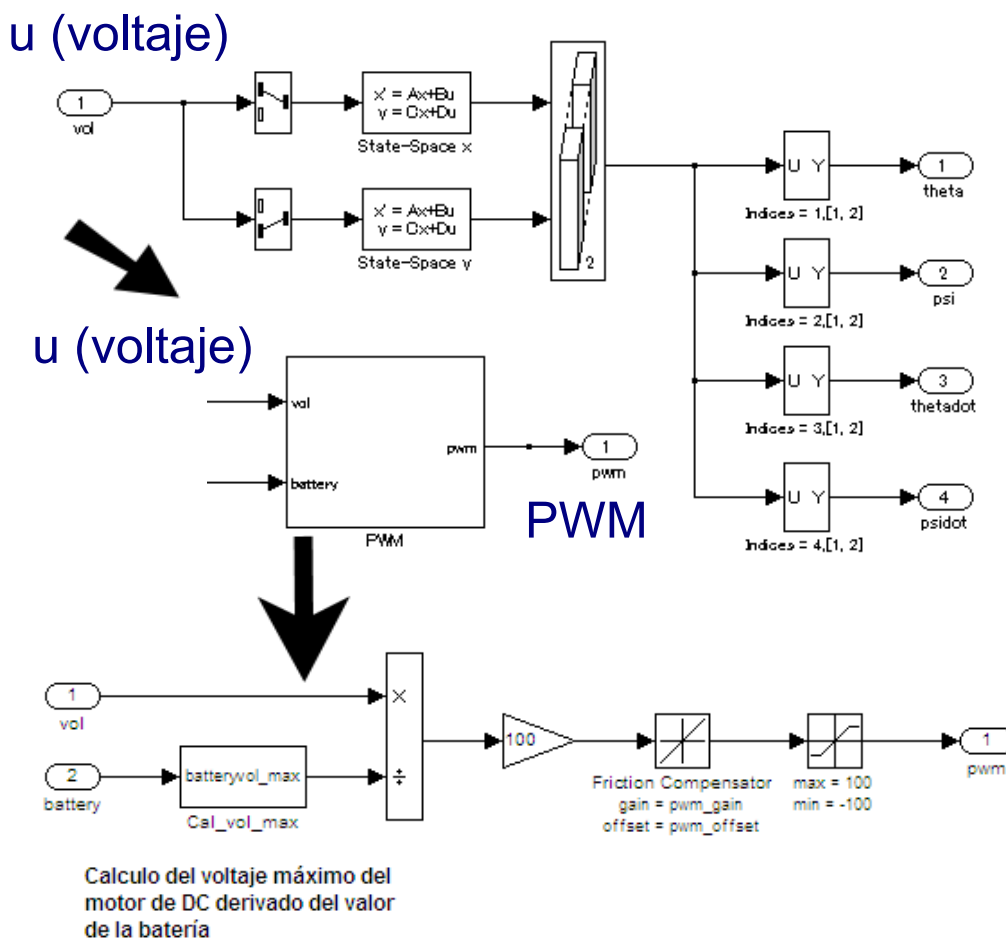 u (voltaje)
1
vol
x' = Ax+Bu
y = Cx+Du
State-Space x
x' = Ax+Bu
y = Cx+Du
State-Space y
2
U Y
Indices = 1,[1, 2]
1
theta
U Y
Indices = 2,[1, 2]
2
psi
U Y
Indices = 3,[1, 2]
3
thetadot
U Y
Indices = 4,[1, 2]
4
psidot
u (voltaje)
vol
battery
pwm
PWM
1
pwm
PWM
1
vol
2
battery
batteryvol_max
Cal_vol_max
×
÷
100
Friction Compensator
gain = pwm_gain
offset = pwm_offset
max = 100
min = -100
1
pwm
Calculo del voltaje máximo del
motor de DC derivado del valor
de la batería